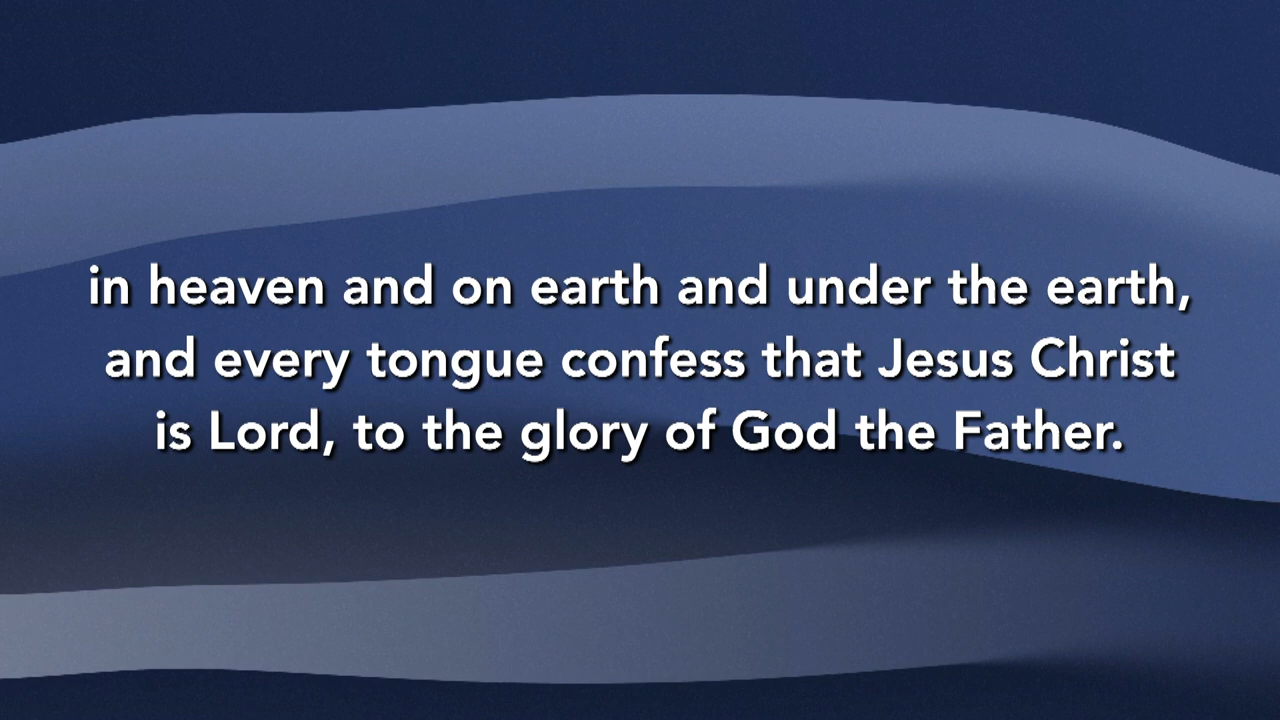 in heaven and on earth and under the earth,
and every tongue confess that Jesus Christ
is Lord, to the glory of God the Father.